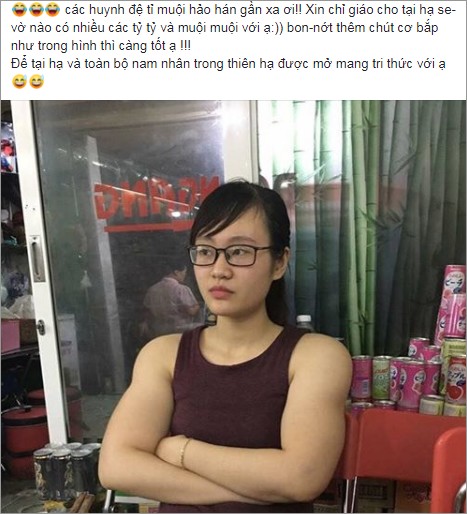 😂😂😂 các huynh đệ tỉ muội hảo hán gần xa ơi!! Xin chỉ giáo cho tại hạ se-
vờ nào có nhiều các tỷ tỷ và muội muội với ạ:)) bon-nớt thêm chút cơ bắp
như trong hình thì càng tốt ạ !!!
Để tại hạ và toàn bộ nam nhân trong thiên hạ được mở mang tri thức với ạ
😅😅